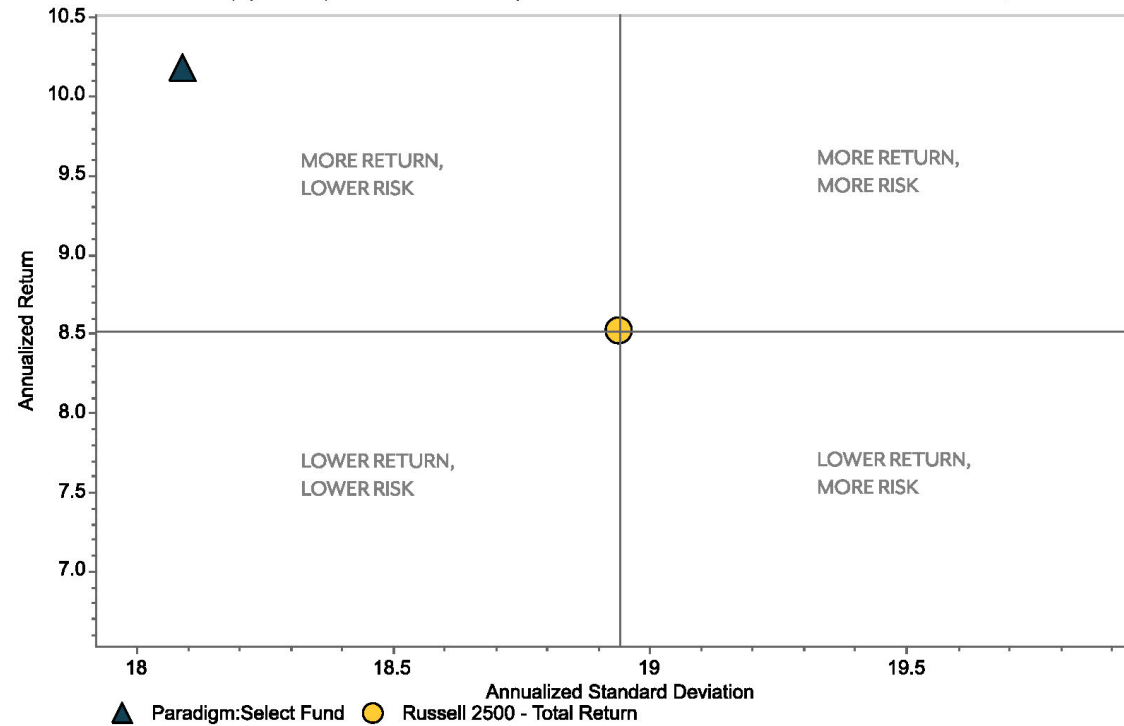 10.5
10.0
9.5
9.0
8.5
8.0
7.5
7.0
Annualized Return
MORE RETURN,
LOWER RISK
MORE RETURN,
MORE RISK
LOWER RETURN,
LOWER RISK
LOWER RETURN,
MORE RISK
18 18.5 19 19.5
Annualized Standard Deviation
Paradigm:Select Fund Russell 2500 - Total Return